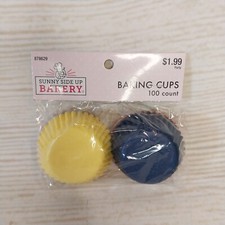 $1.99
SUNNY SIDE UP
BAKERY.
BAKING CUPS
100 count